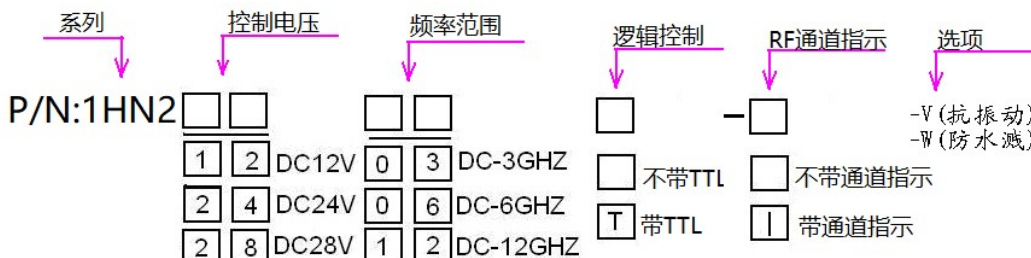 系列 控制电压 频率范围 逻辑控制 RF通道指示 选项
P/N:1HN2 - -V(抗振动)
-W(防水溅)
1 2 DC12V 0 3 DC-3GHZ 不带TTL 不带通道指示
2 4 DC24V 0 6 DC-6GHZ T 带TTL I 带通道指示
2 8 DC28V 1 2 DC-12GHZ